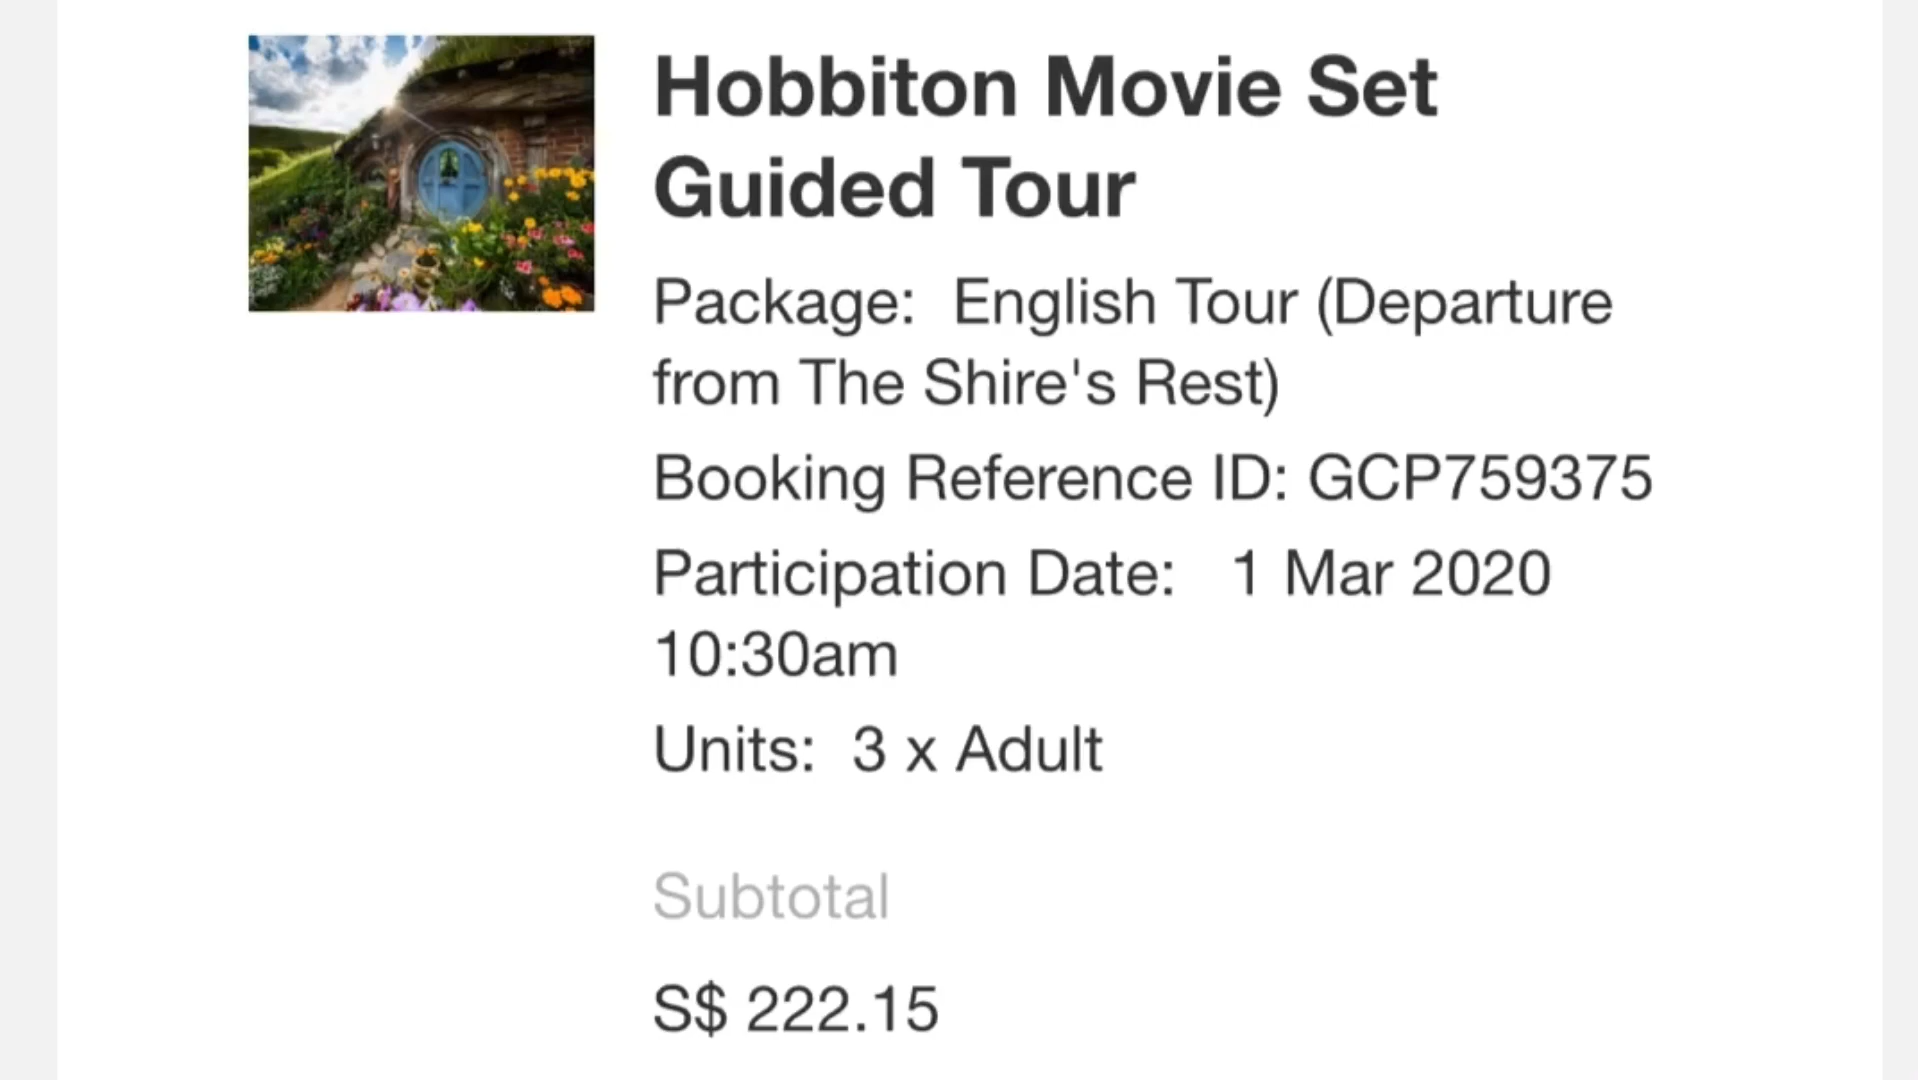 Hobbiton Movie Set
Guided Tour
Package: English Tour (Departure
from The Shire's Rest)
Booking Reference ID: GCP759375
Participation Date: 1 Mar 2020
10:30am
Units: 3 x Adult
Subtotal
S$ 222.15